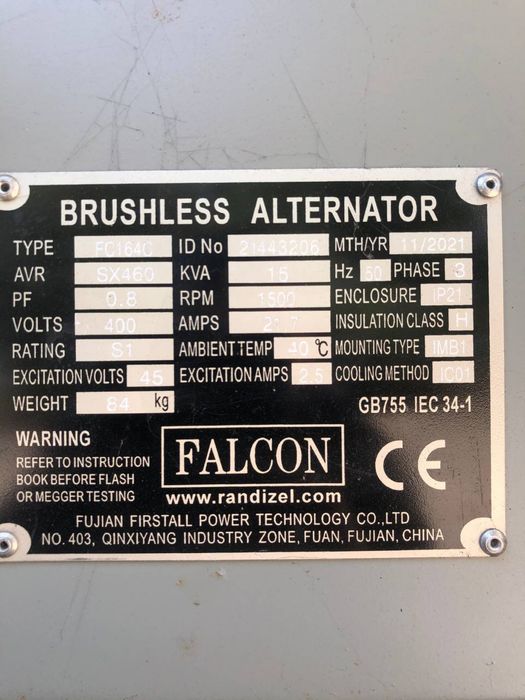 BRUSHLESS ALTERNATOR
TYPE FC164C ID No 21443206 MTH/YR 11/2021
AVR SX460 KVA 15 Hz 50 PHASE 3
PF 0.8 RPM 1500 ENCLOSURE IP21
VOLTS 400 AMPS 21.7 INSULATION CLASS H
RATING S1 AMBIENT TEMP 40 ℃ MOUNTING TYPE IMB1
EXCITATION VOLTS 45 EXCITATION AMPS 2.5 COOLING METHOD IC01
WEIGHT 84 kg
GB755 IEC 34-1
WARNING
REFER TO INSTRUCTION
BOOK BEFORE FLASH
OR MEGGER TESTING
FALCON
www.randizel.com
CE
FUJIAN FIRSTALL POWER TECHNOLOGY CO.,LTD
NO. 403, QINXIYANG INDUSTRY ZONE, FUAN, FUJIAN, CHINA